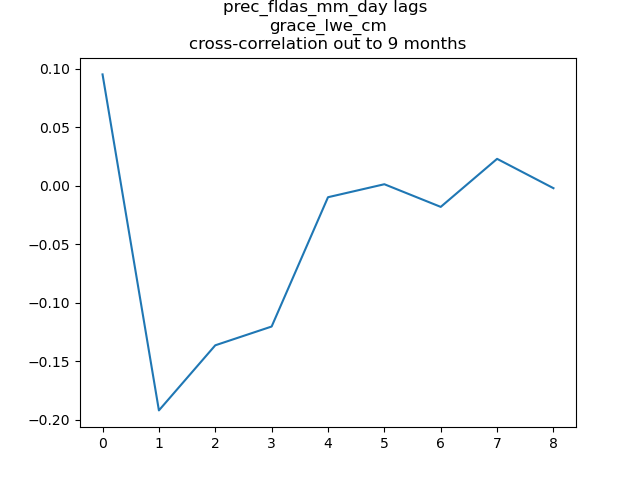 prec_fldas_mm_day lags
grace_lwe_cm
cross-correlation out to 9 months
0.10
0.05
0.00
−0.05
−0.10
−0.15
−0.20
0 1 2 3 4 5 6 7 8